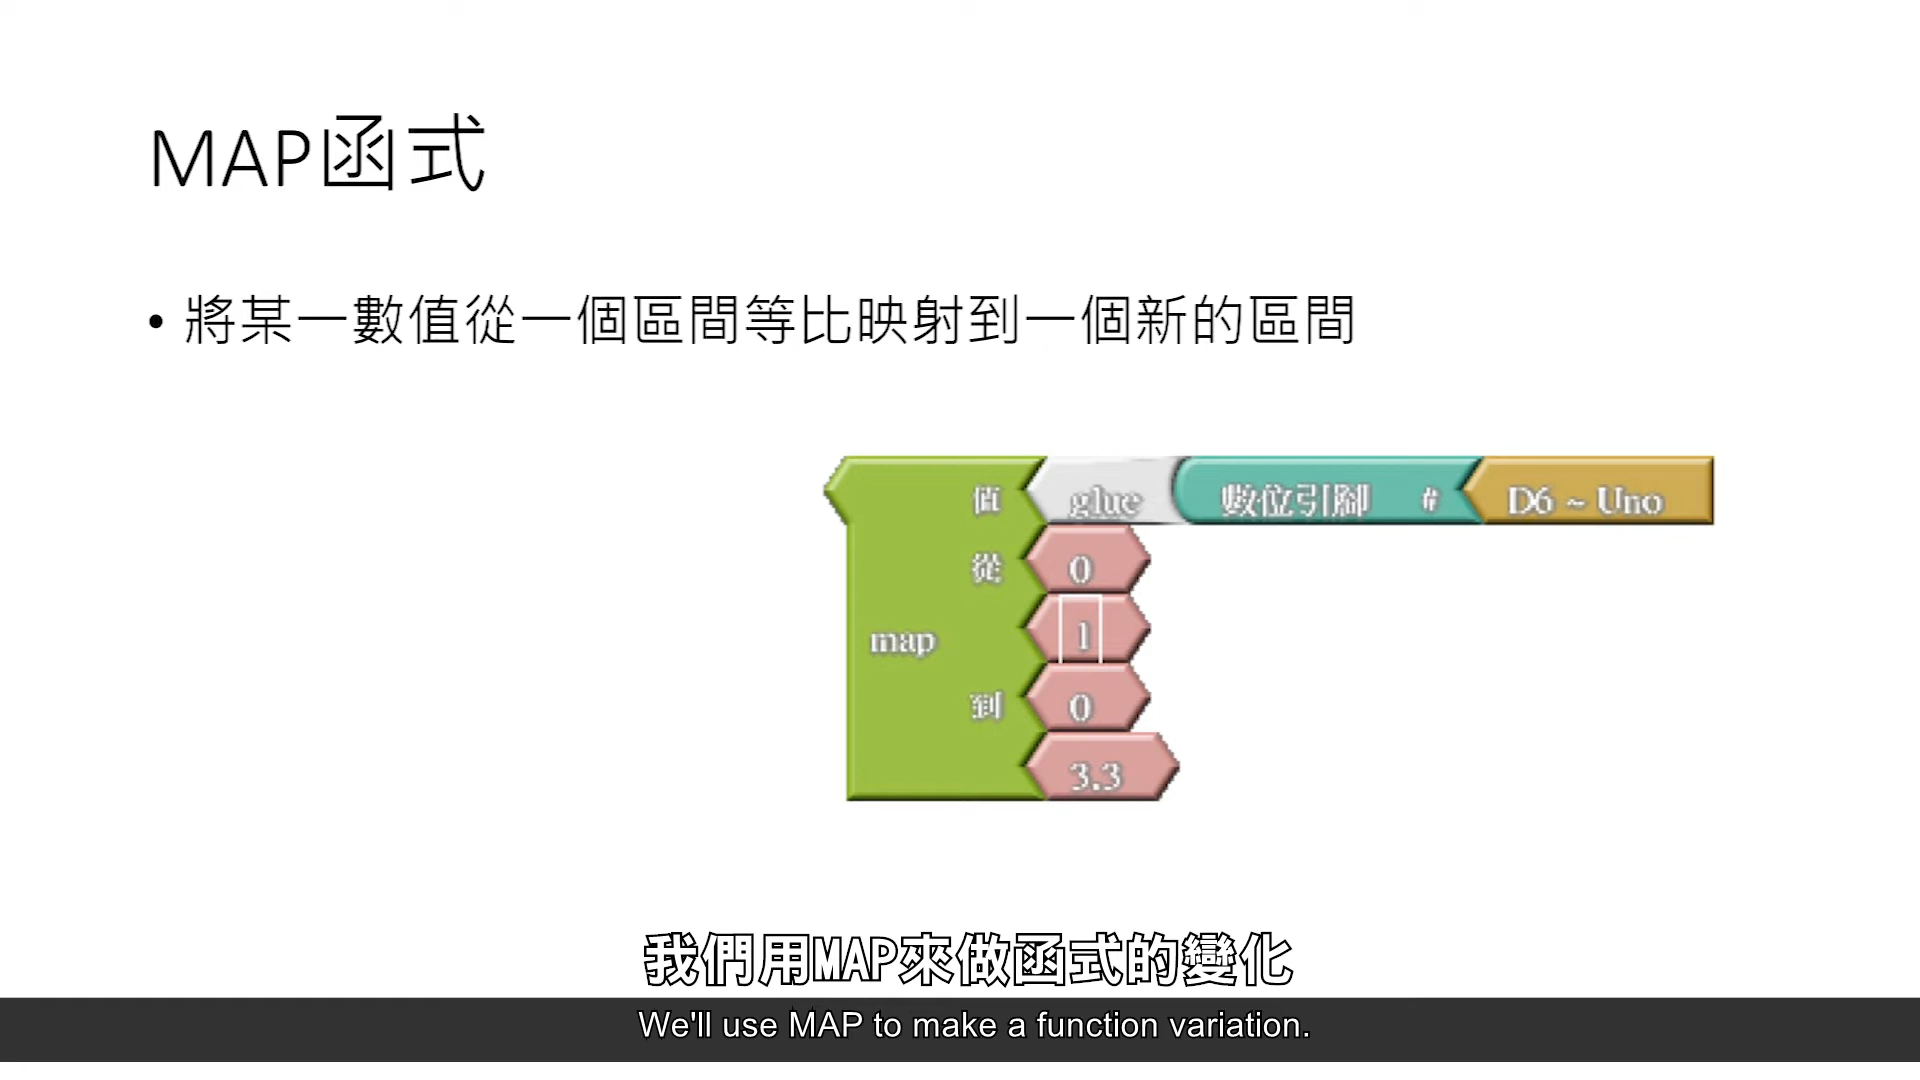 MAP函式
• 將某一數值從一個區間等比映射到一個新的區間
值 glue 數位引腳 # D6 ~ Uno
從 0
1
map
到 0
3.3
我們用MAP來做函式的變化
We'll use MAP to make a function variation.